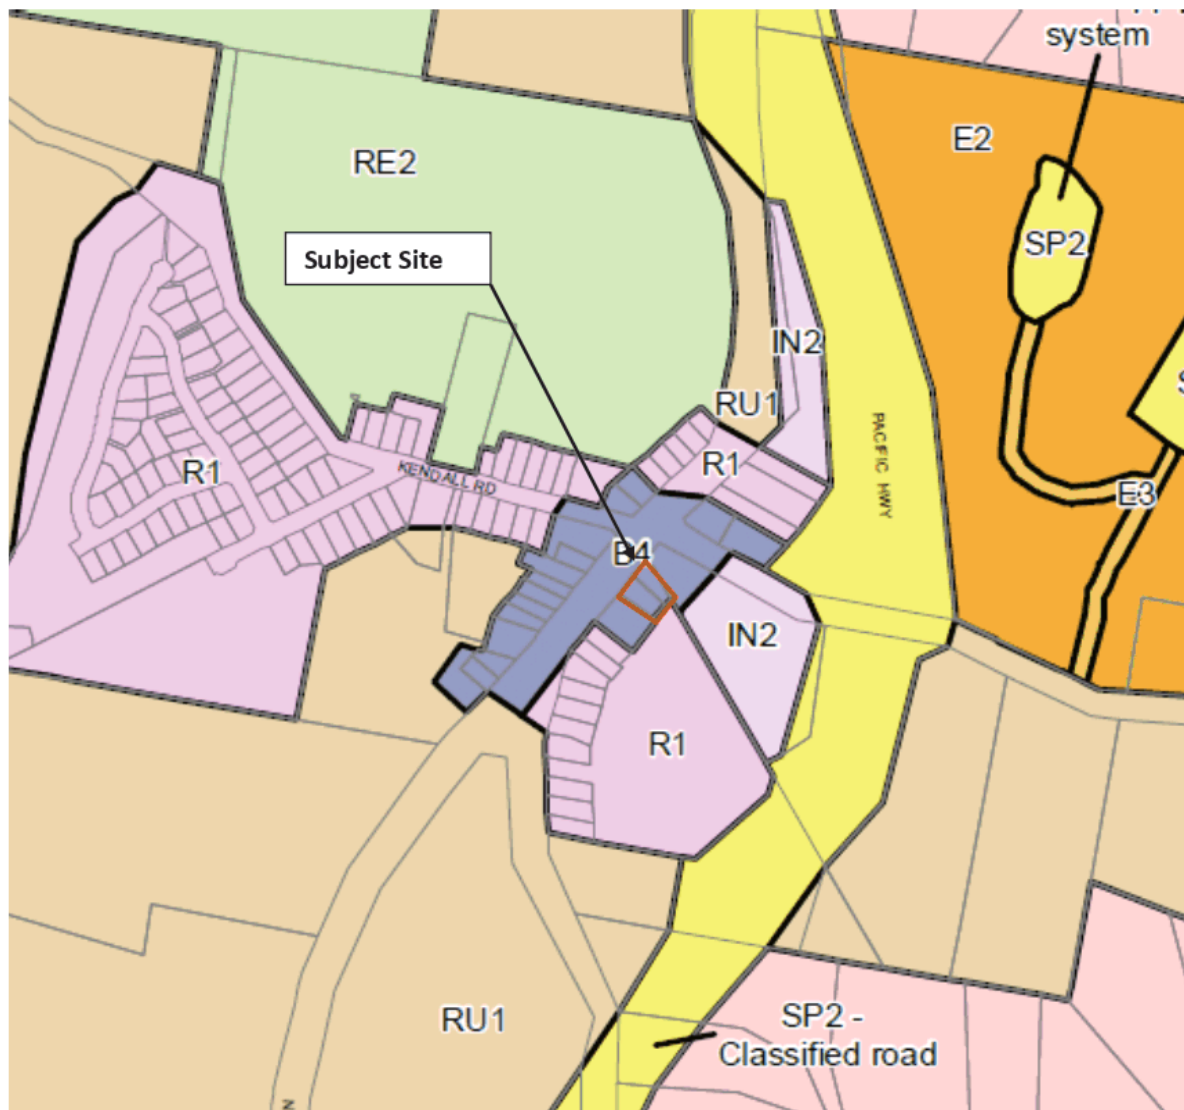 system
E2
RE2
SP2
Subject Site
IN2
RU1
PACIFIC HWY
R1
R1
KENDALL RD
E3
B4
IN2
R1
RU1
SP2 -
Classified road